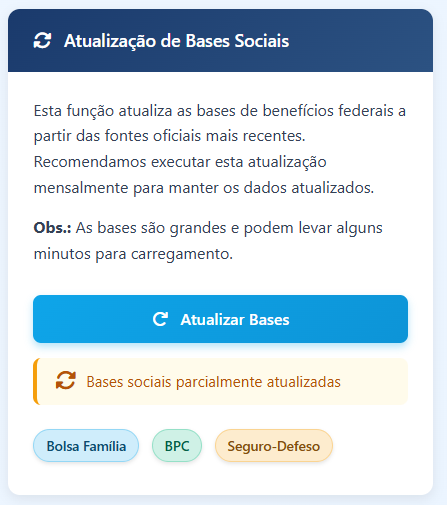 Atualização de Bases Sociais
Esta função atualiza as bases de benefícios federais a
partir das fontes oficiais mais recentes.
Recomendamos executar esta atualização
mensalmente para manter os dados atualizados.
Obs.: As bases são grandes e podem levar alguns
minutos para carregamento.
Atualizar Bases
Bases sociais parcialmente atualizadas
Bolsa Família BPC Seguro-Defeso